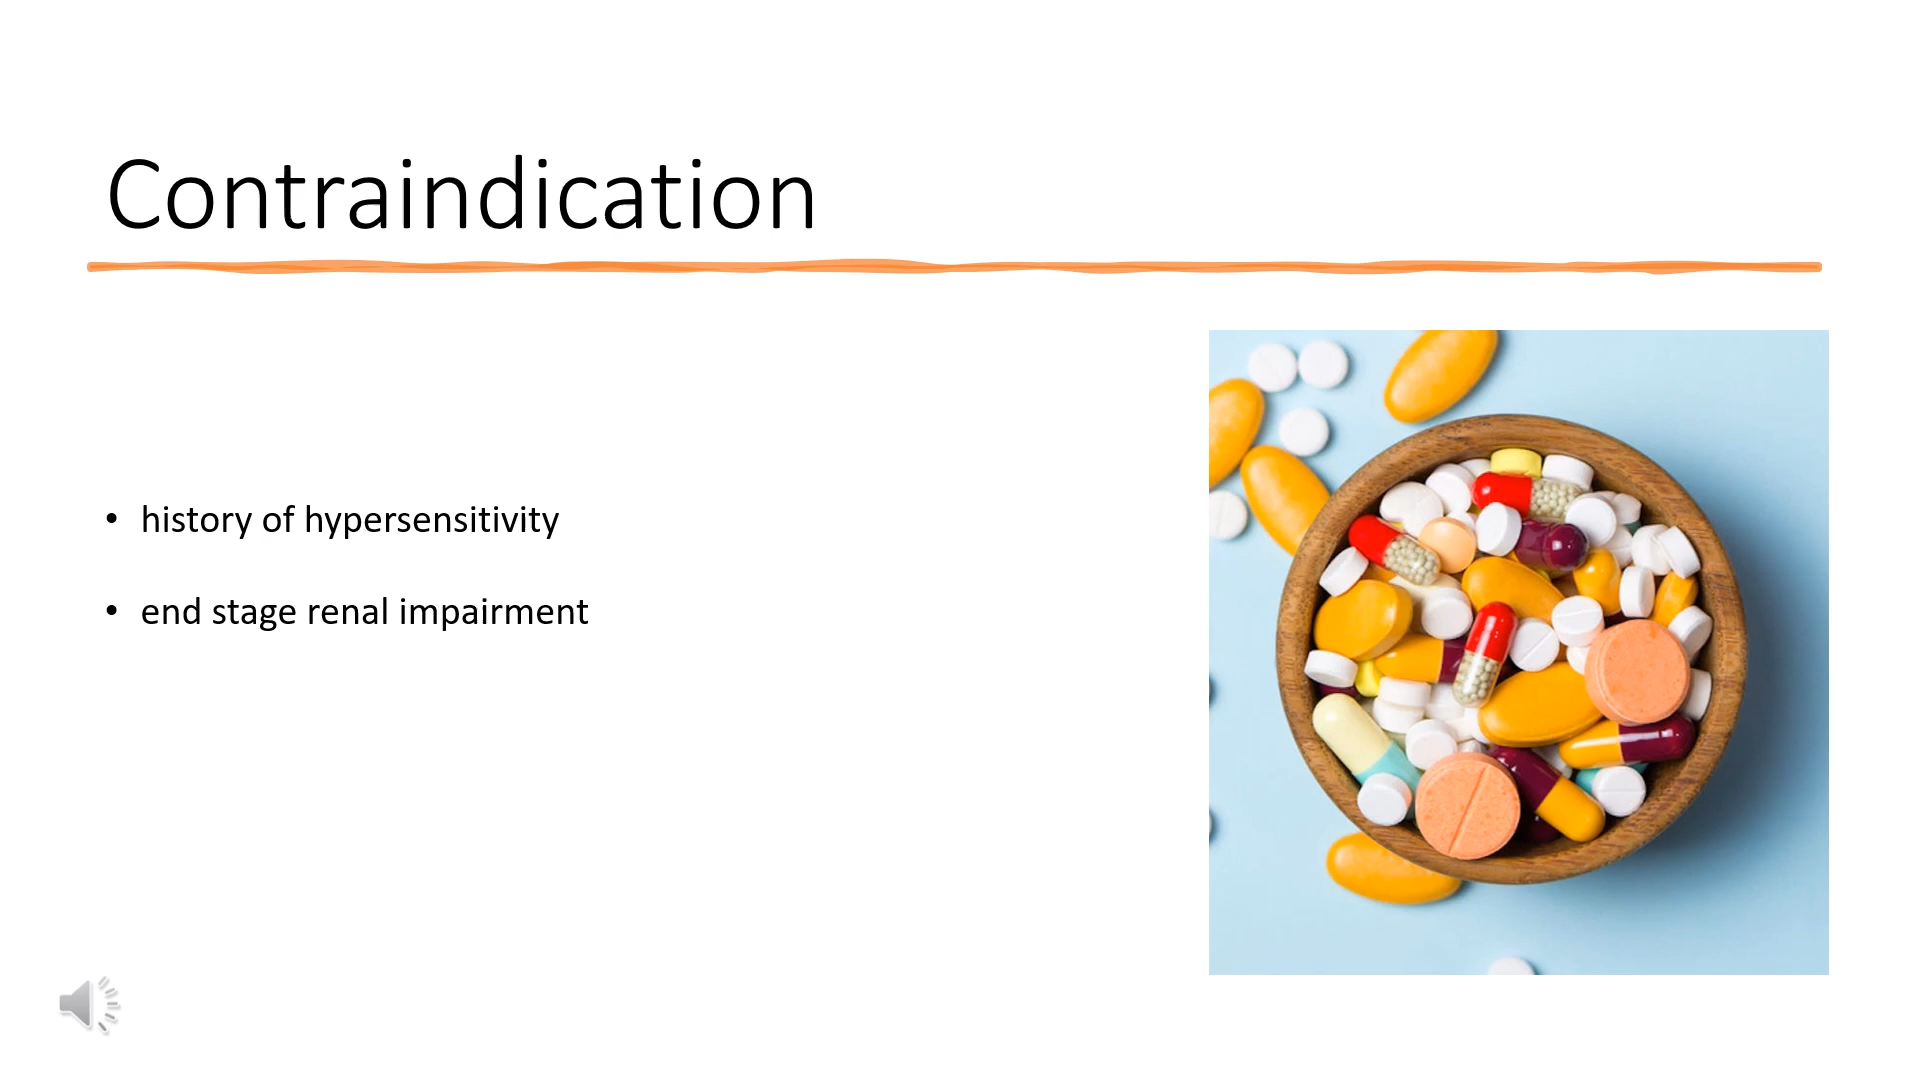 Contraindication
• history of hypersensitivity
• end stage renal impairment